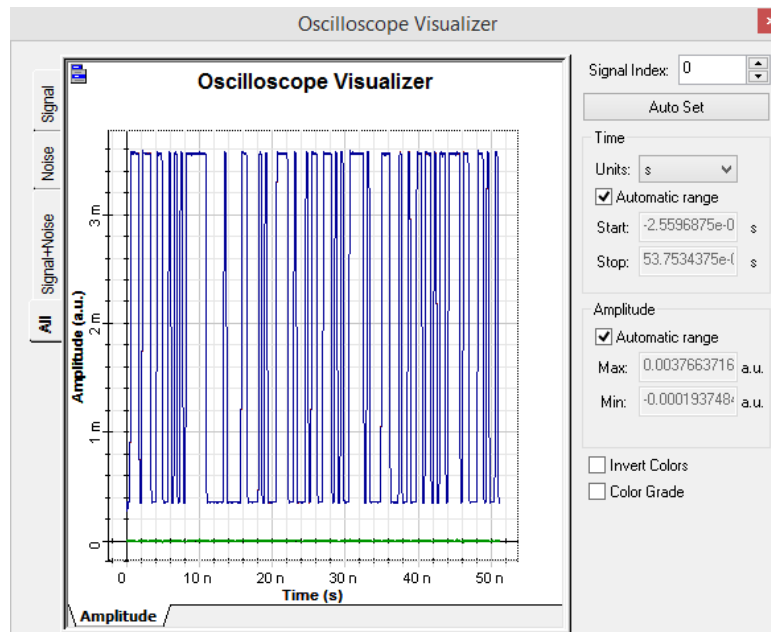 Oscilloscope Visualizer
Signal
Noise
Signal+Noise
All
Oscilloscope Visualizer
Amplitude (a.u.)
3 m
2 m
1 m
0
0 10 n 20 n 30 n 40 n 50 n
Time (s)
Amplitude
Signal Index: 0
Auto Set
Time
Units: s
Automatic range
Start: -2.5596875e-0 s
Stop: 53.7534375e-( s
Amplitude
Automatic range
Max: 0.0037663716 a.u.
Min: -0.000193748 a.u.
Invert Colors
Color Grade